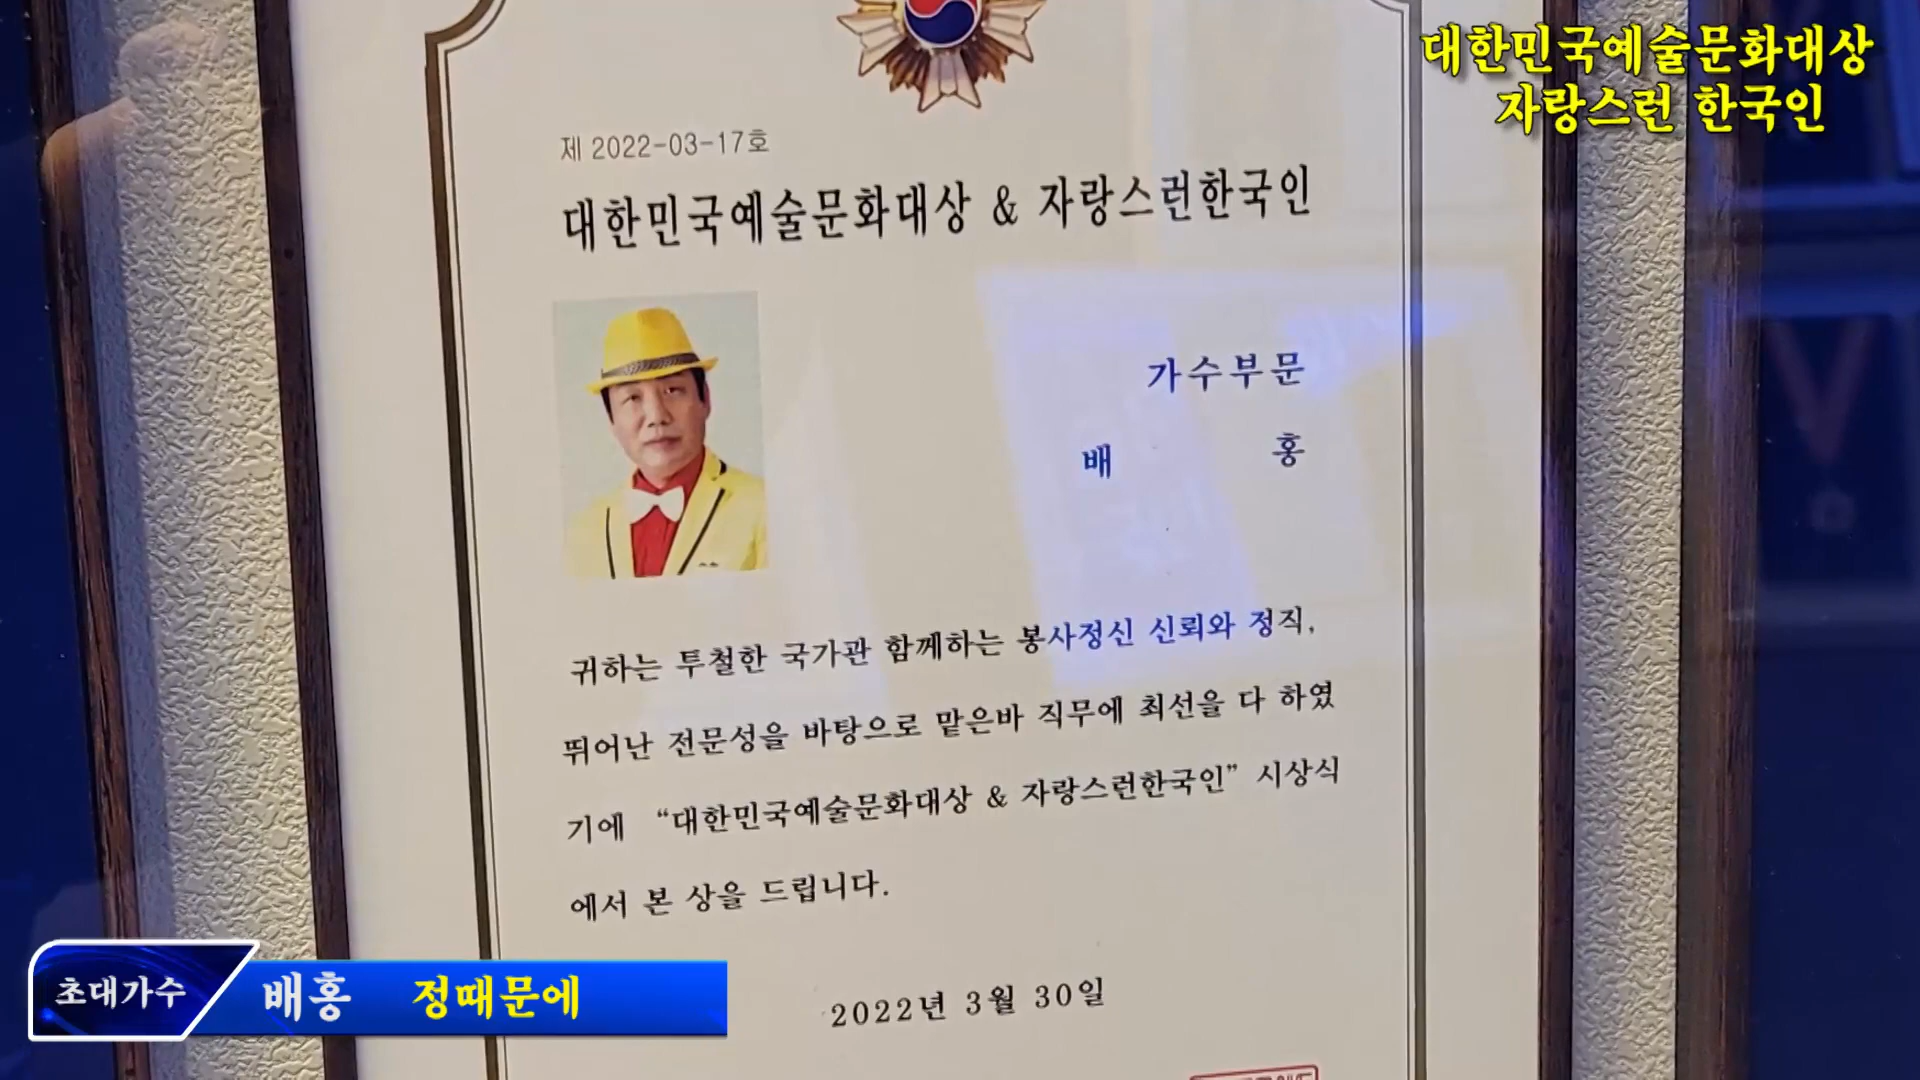 대한민국예술문화대상
자랑스런 한국인
제 2022-03-17호
대한민국예술문화대상 & 자랑스런한국인
가수부문
배 홍
귀하는 투철한 국가관 함께하는 봉사정신 신뢰와 정직,
뛰어난 전문성을 바탕으로 맡은바 직무에 최선을 다 하였
기에 “대한민국예술문화대상 & 자랑스런한국인” 시상식
에서 본 상을 드립니다.
2022년 3월 30일
초대가수 배홍 정때문에